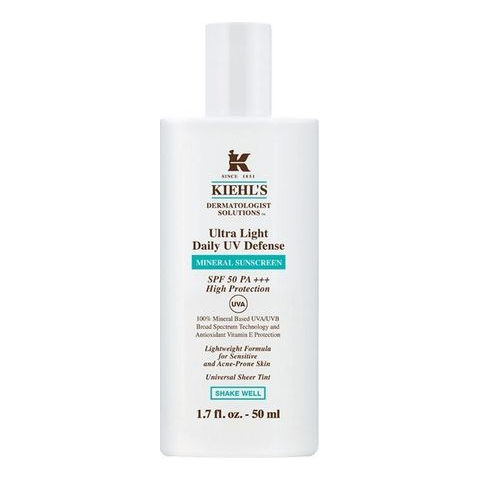 K
SINCE 1851
KIEHL'S
DERMATOLOGIST
SOLUTIONS™
Ultra Light
Daily UV Defense
MINERAL SUNSCREEN
SPF 50 PA +++
High Protection
UVA
100% Mineral Based UVA/UVB
Broad Spectrum Technology and
Antioxidant Vitamin E Protection
Lightweight Formula
for Sensitive
and Acne-Prone Skin
Universal Sheer Tint
SHAKE WELL
1.7 fl. oz. - 50 ml